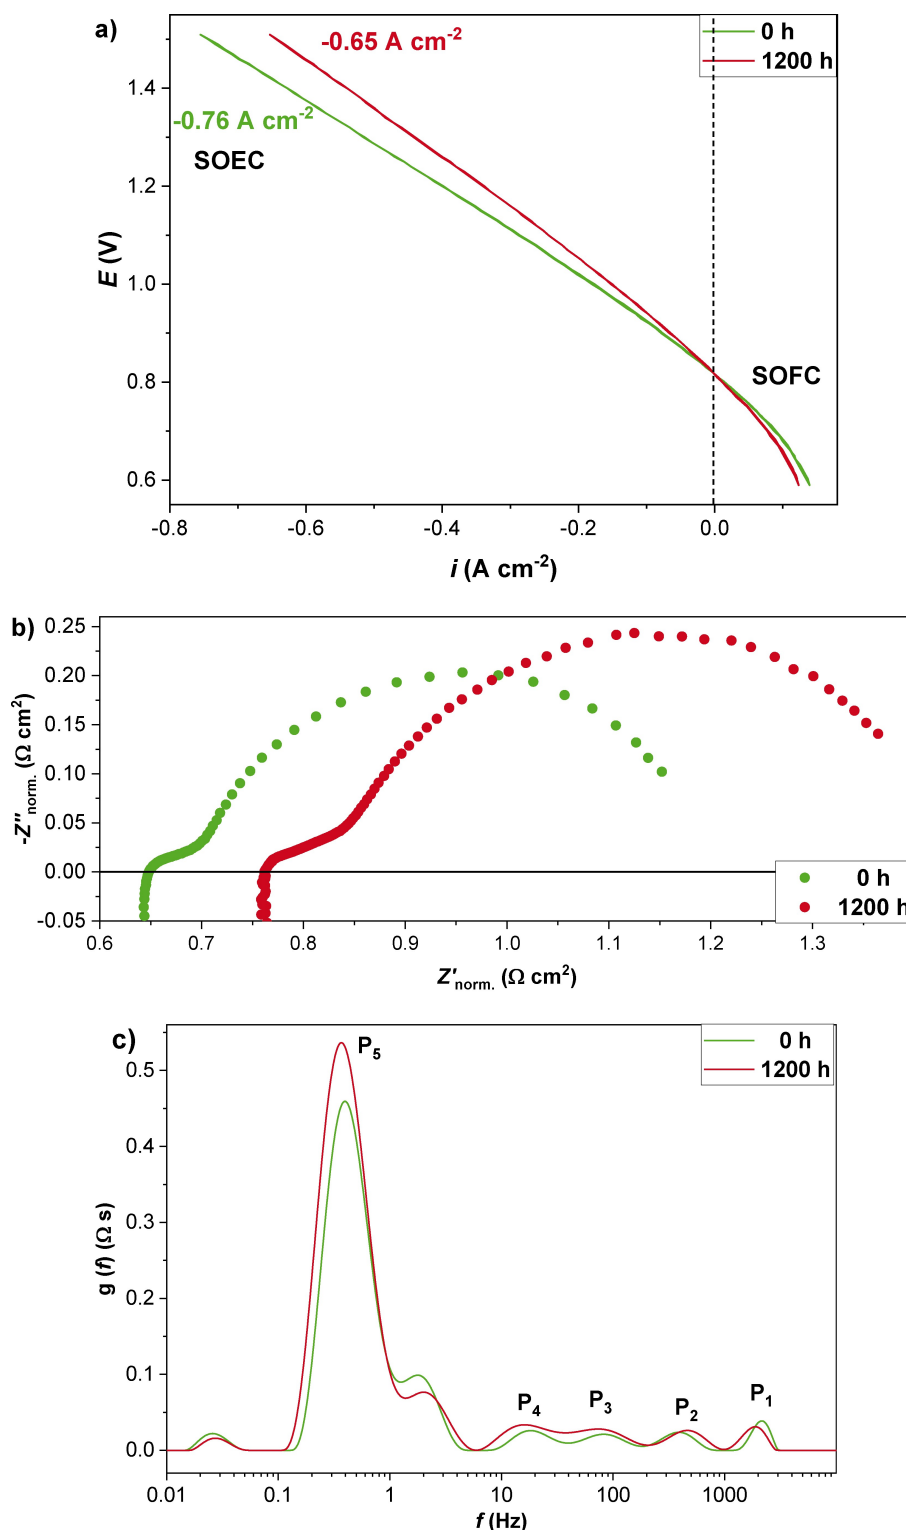 a)
-0.65 A cm-2
0 h
1200 h
1.4
-0.76 A cm-2
SOEC
1.2
E (V)
1.0
SOFC
0.8
0.6
-0.8 -0.6 -0.4 -0.2 0.0
i (A cm-2)
b)
0.25
0.20
0.15
0.10
-Z''norm. (Ω cm2)
0.05
0.00
0 h
-0.05
1200 h
0.6 0.7 0.8 0.9 1.0 1.1 1.2 1.3
Z'norm. (Ω cm2)
c)
P5
0 h
1200 h
0.5
0.4
0.3
g (f) (Ω s)
0.2
0.1
P4 P3 P2 P1
0.0
0.01 0.1 1 10 100 1000
f (Hz)